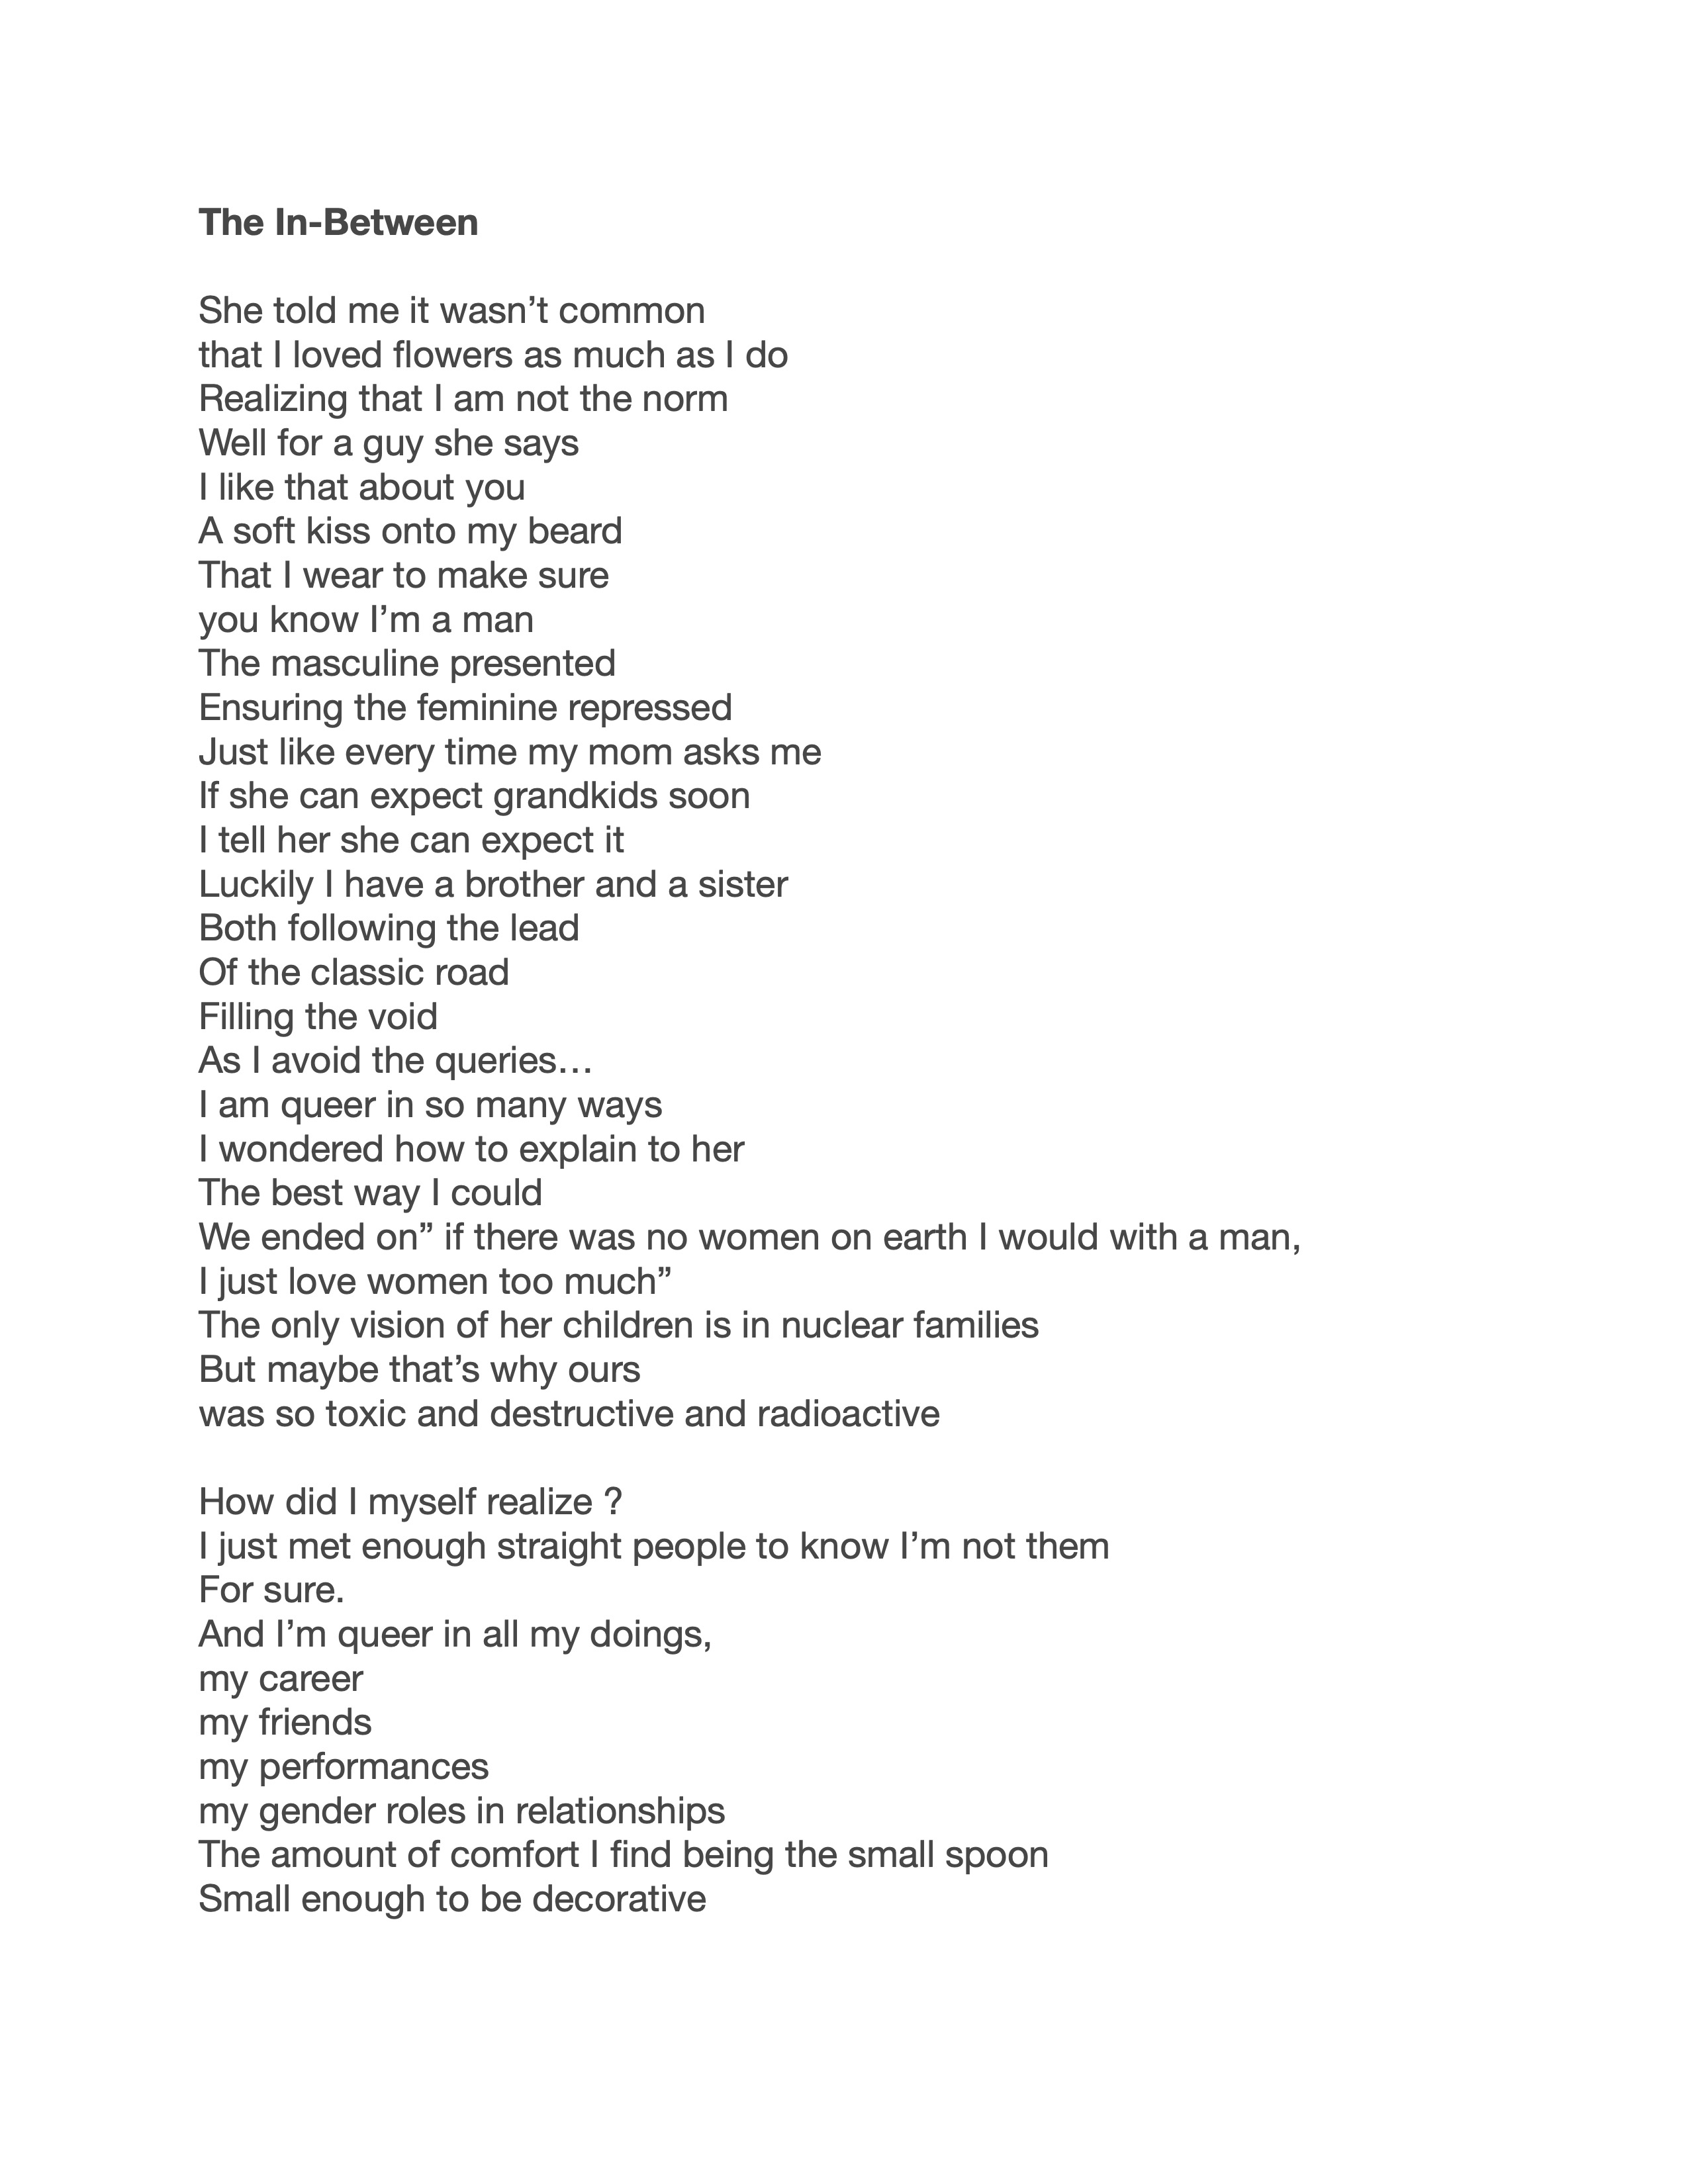 The In-Between
She told me it wasn’t common
that I loved flowers as much as I do
Realizing that I am not the norm
Well for a guy she says
I like that about you
A soft kiss onto my beard
That I wear to make sure
you know I’m a man
The masculine presented
Ensuring the feminine repressed
Just like every time my mom asks me
If she can expect grandkids soon
I tell her she can expect it
Luckily I have a brother and a sister
Both following the lead
Of the classic road
Filling the void
As I avoid the queries…
I am queer in so many ways
I wondered how to explain to her
The best way I could
We ended on” if there was no women on earth I would with a man,
I just love women too much”
The only vision of her children is in nuclear families
But maybe that’s why ours
was so toxic and destructive and radioactive
How did I myself realize ?
I just met enough straight people to know I’m not them
For sure.
And I’m queer in all my doings,
my career
my friends
my performances
my gender roles in relationships
The amount of comfort I find being the small spoon
Small enough to be decorative